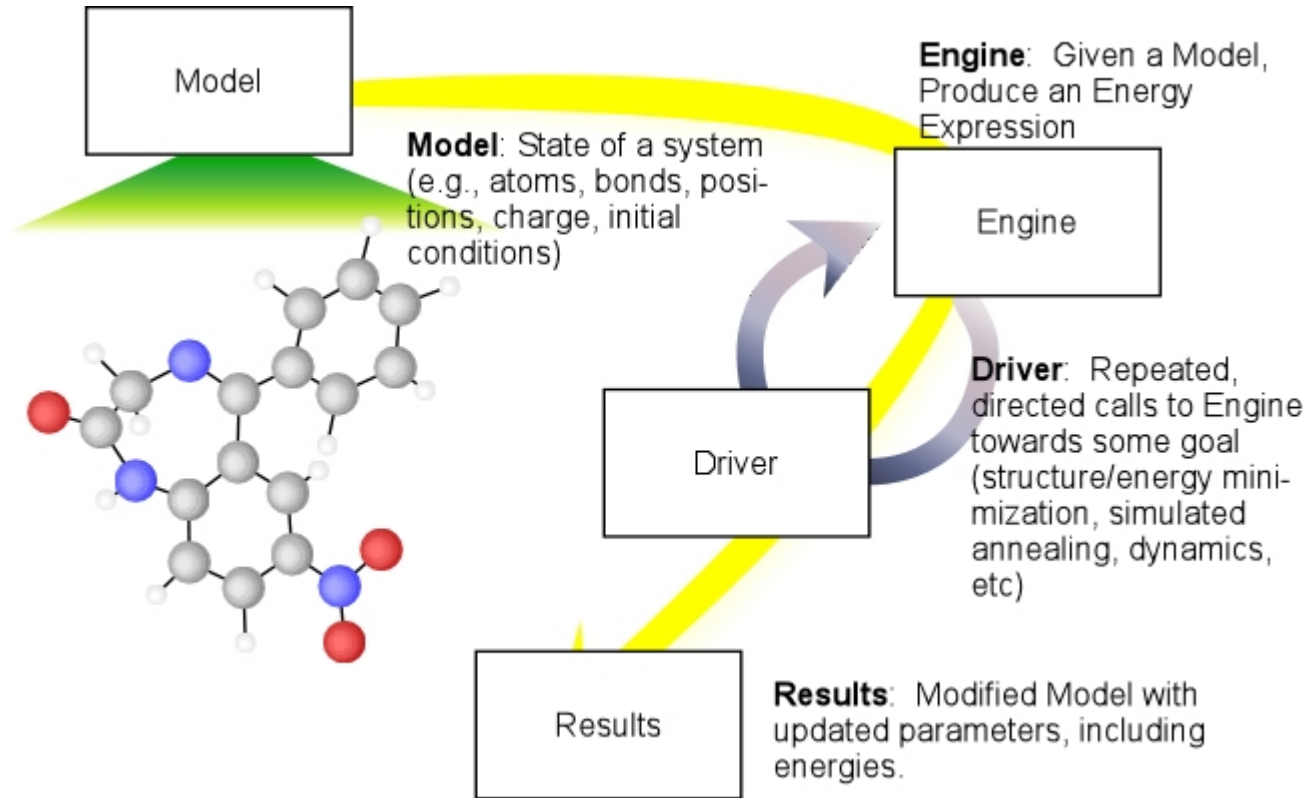 Model
Engine: Given a Model,
Produce an Energy
Expression
Model: State of a system
(e.g., atoms, bonds, posi-
tions, charge, initial
conditions)
Engine
Driver: Repeated,
directed calls to Engine
towards some goal
(structure/energy mini-
mization, simulated
annealing, dynamics,
etc)
Driver
Results
Results: Modified Model with
updated parameters, including
energies.